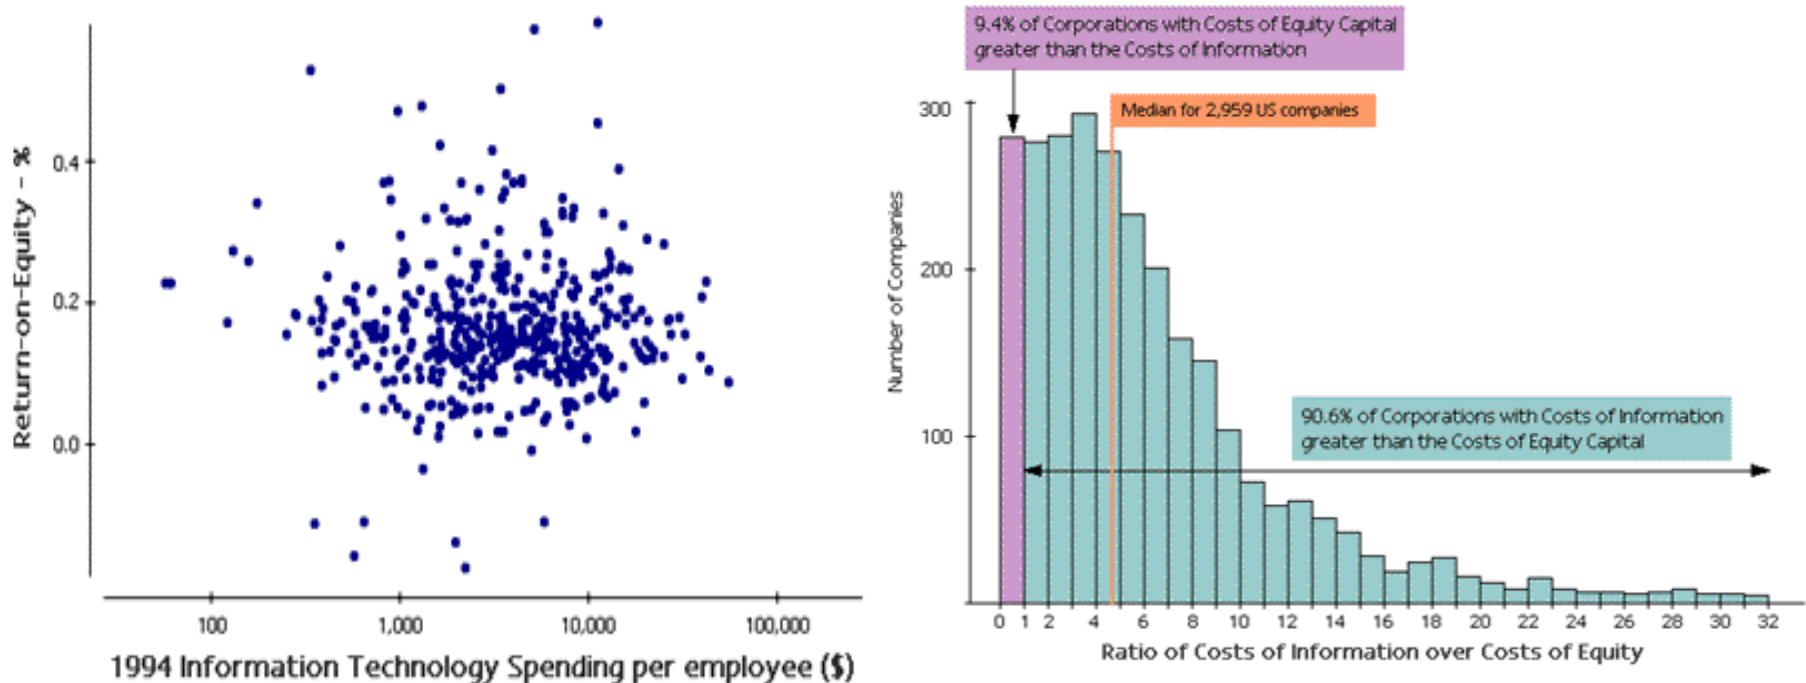 Return-on-Equity - %
0.4
0.2
0.0
100
1,000
10,000
100,000
1994 Information Technology Spending per employee ($)
9.4% of Corporations with Costs of Equity Capital
greater than the Costs of Information
Median for 2,959 US companies
Number of Companies
300
200
100
90.6% of Corporations with Costs of Information
greater than the Costs of Equity Capital
0 1 2 4 6 8 10 12 14 16 18 20 22 24 26 28 30 32
Ratio of Costs of Information over Costs of Equity